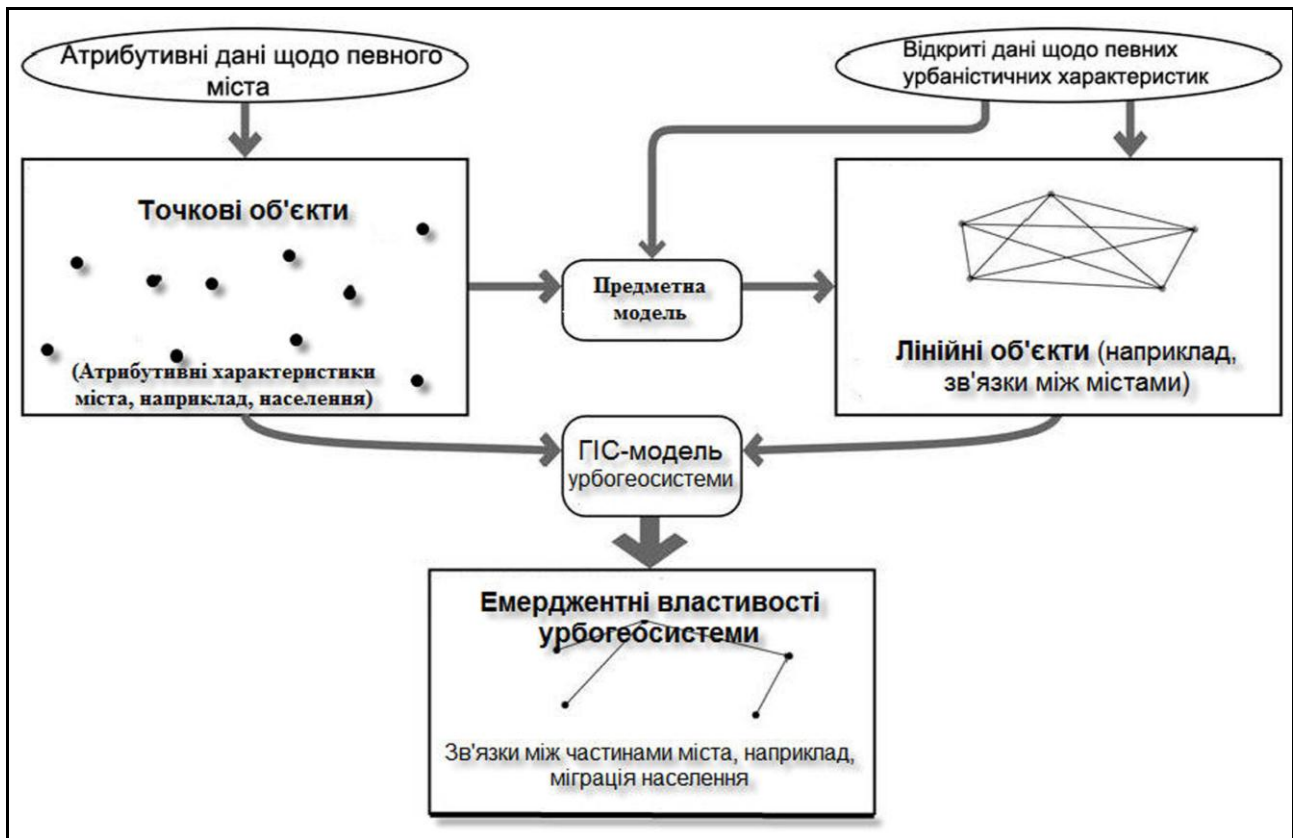 Атрибутивні дані щодо певного
міста
Відкриті дані щодо певних
урбаністичних характеристик
Точкові об'єкти
(Атрибутивні характеристики
міста, наприклад, населення)
Предметна
модель
Лінійні об'єкти (наприклад,
зв'язки між містами)
ГІС-модель
урбогеосистеми
Емерджентні властивості
урбогеосистеми
Зв'язки між частинами міста, наприклад,
міграція населення